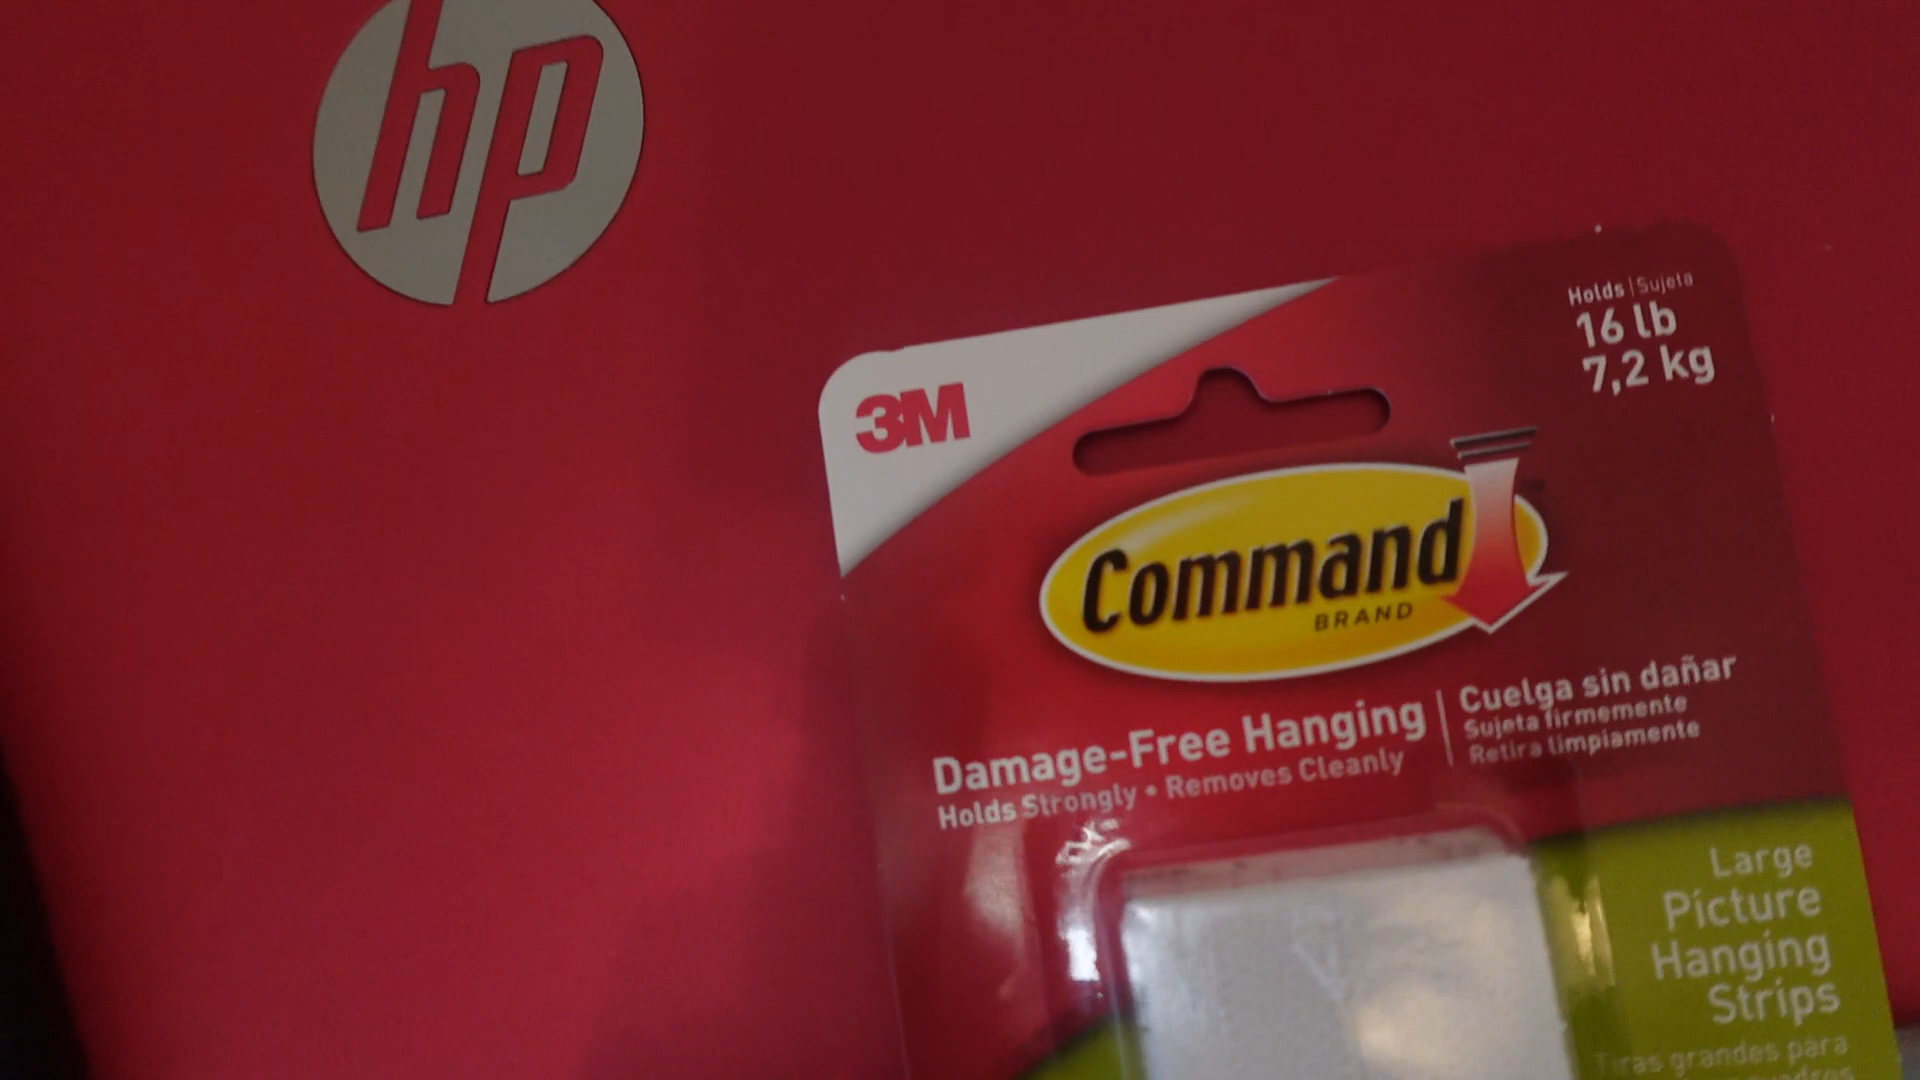 hp
3M
Holds | Sujeta
16 lb
7,2 kg
Command
BRAND
Damage-Free Hanging
Holds Strongly • Removes Cleanly
Cuelga sin dañar
Sujeta firmemente
Retira limpiamente
Large
Picture
Hanging
Strips
Tiras grandes para
cuadros